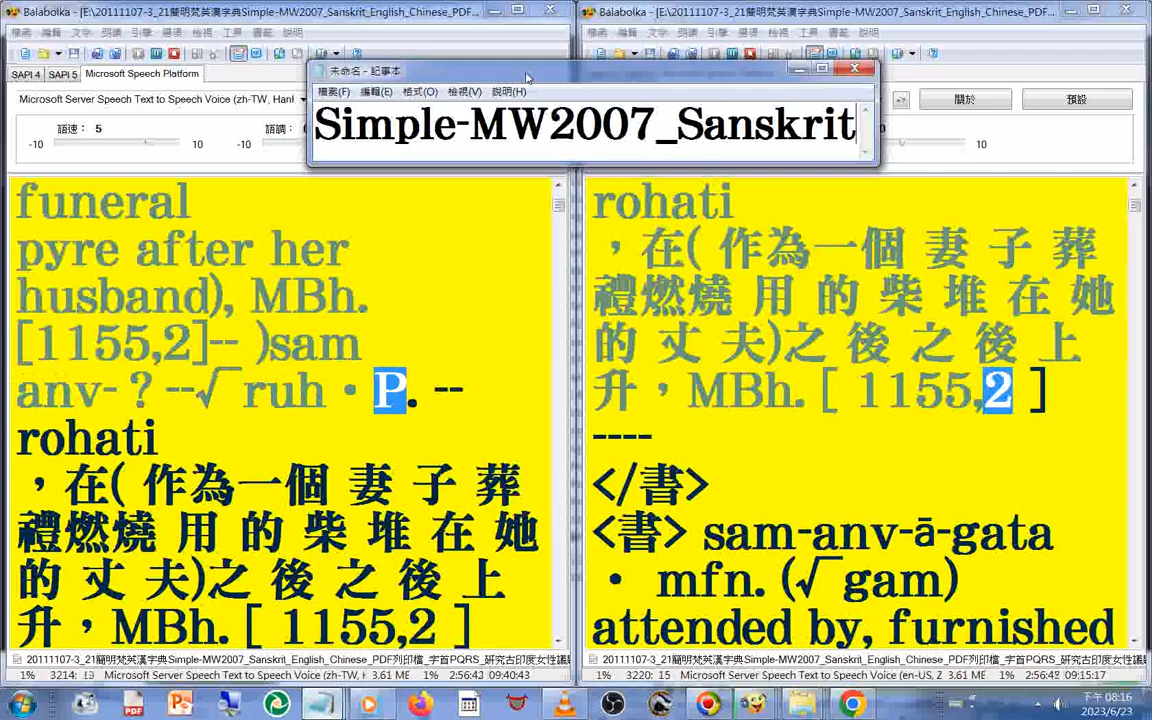 Balabolka - [E:\20111107-3_21簡明梵英漢字典Simple-MW2007_Sanskrit_English_Chinese_PDF...
Balabolka - [E:\20111107-3_21簡明梵英漢字典Simple-MW2007_Sanskrit_English_Chinese_PDF...
SAPI 4 SAPI 5 Microsoft Speech Platform
Microsoft Server Speech Text to Speech Voice (zh-TW, Hanl
關於 預設
語速： 5 語調：
-10 10 -10 10
未命名 - 記事本
檔案(F) 編輯(E) 格式(O) 檢視(V) 說明(H)
Simple-MW2007_Sanskrit
funeral
pyre after her
husband), MBh.
[1155,2]-- )sam
anv-？--√ruh・P. --
rohati
，在( 作為一個 妻 子 葬
禮燃燒 用 的 柴 堆 在 她
的 丈 夫)之 後 之 後 上
升，MBh. [ 1155,2 ]
rohati
，在( 作為一個 妻 子 葬
禮燃燒 用 的 柴 堆 在 她
的 丈 夫)之 後 之 後 上
升，MBh. [ 1155,2 ]
----
</書>
<書> sam-anv-ā-gata
・ mfn. (√gam)
attended by, furnished
20111107-3_21簡明梵英漢字典Simple-MW2007_Sanskrit_English_Chinese_PDF列印檔_字首PQRS_研究古印度女性議
20111107-3_21簡明梵英漢字典Simple-MW2007_Sanskrit_English_Chinese_PDF列印檔_字首PQRS_研究古印度女性議
1% 3214: 3.61 ME 1% 2:56:43 09:40:43 Microsoft Server Speech Text to Speech Voice (zh-TW, H
1% 3220: 15 3.61 ME 1% 2:56:4 09:15:17 Microsoft Server Speech Text to Speech Voice (en-US, Z
下午 08:16
2023/6/23